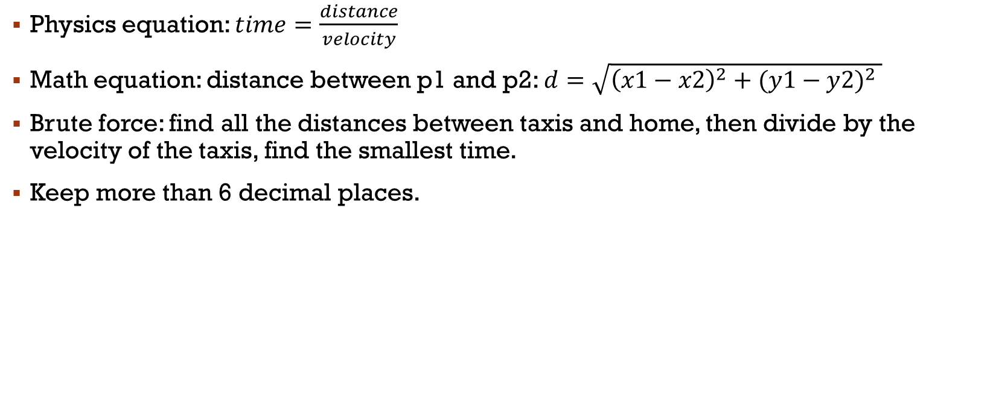 ▪ Physics equation: time = distance / velocity
▪ Math equation: distance between p1 and p2: d = √((x1 − x2)² + (y1 − y2)²)
▪ Brute force: find all the distances between taxis and home, then divide by the
velocity of the taxis, find the smallest time.
▪ Keep more than 6 decimal places.